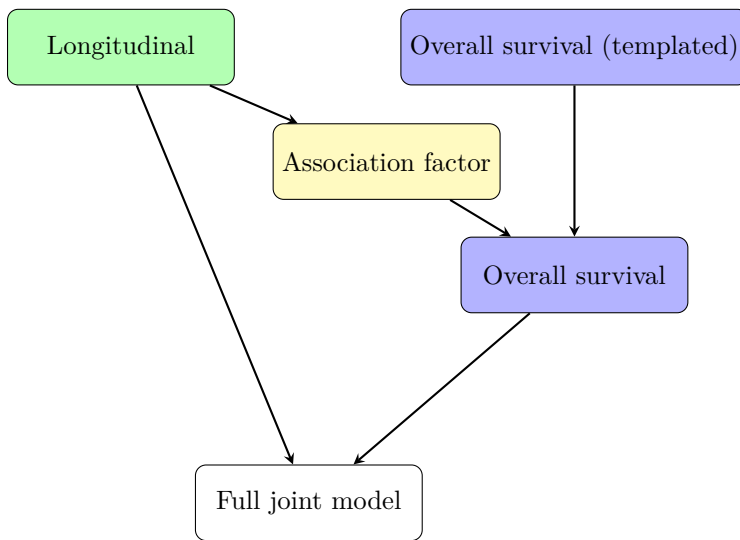 Longitudinal
Overall survival (templated)
Association factor
Overall survival
Full joint model